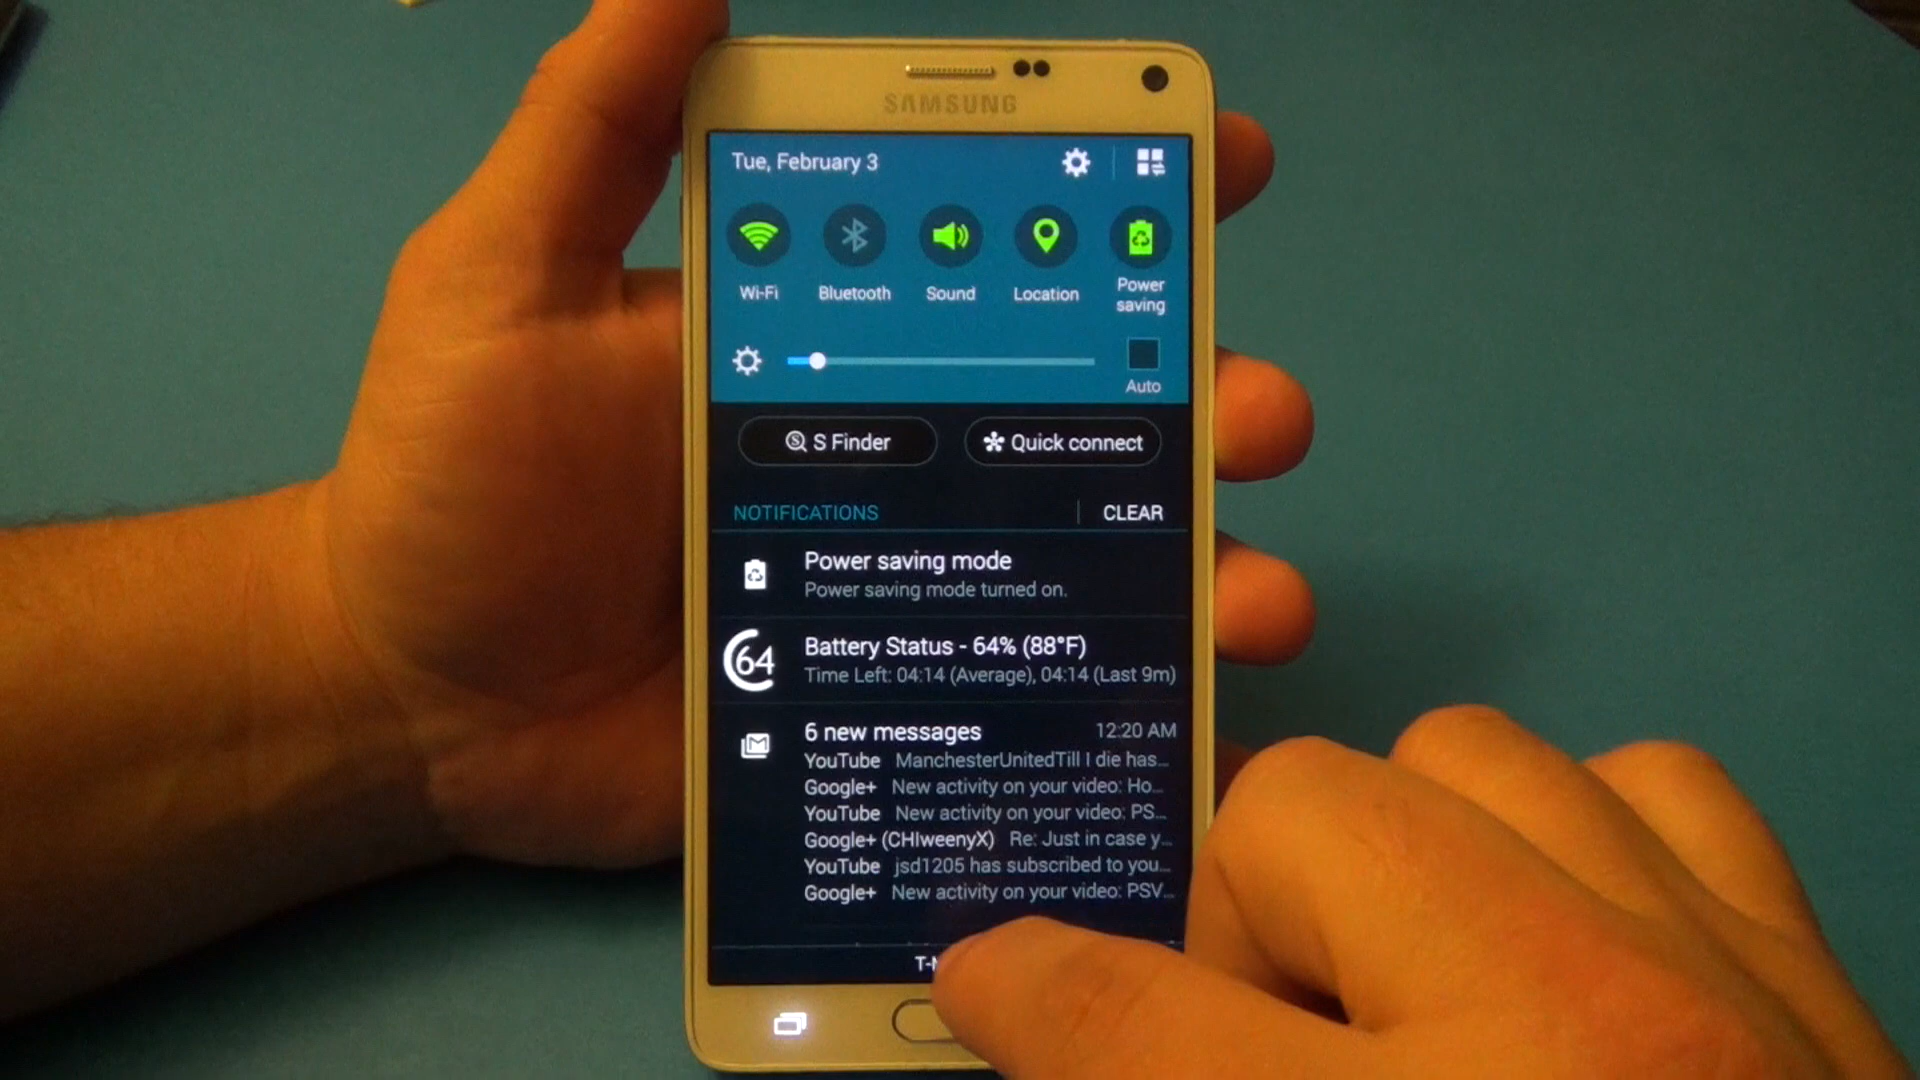 SAMSUNG
Tue, February 3
Wi-Fi
Bluetooth
Sound
Location
Power
saving
Auto
S Finder
Quick connect
NOTIFICATIONS
CLEAR
Power saving mode
Power saving mode turned on.
64
Battery Status - 64% (88°F)
Time Left: 04:14 (Average), 04:14 (Last 9m)
6 new messages 12:20 AM
YouTube ManchesterUnitedTill I die has...
Google+ New activity on your video: Ho...
YouTube New activity on your video: PS...
Google+ (CHIweenyX) Re: Just in case y...
YouTube jsd1205 has subscribed to you...
Google+ New activity on your video: PSV...